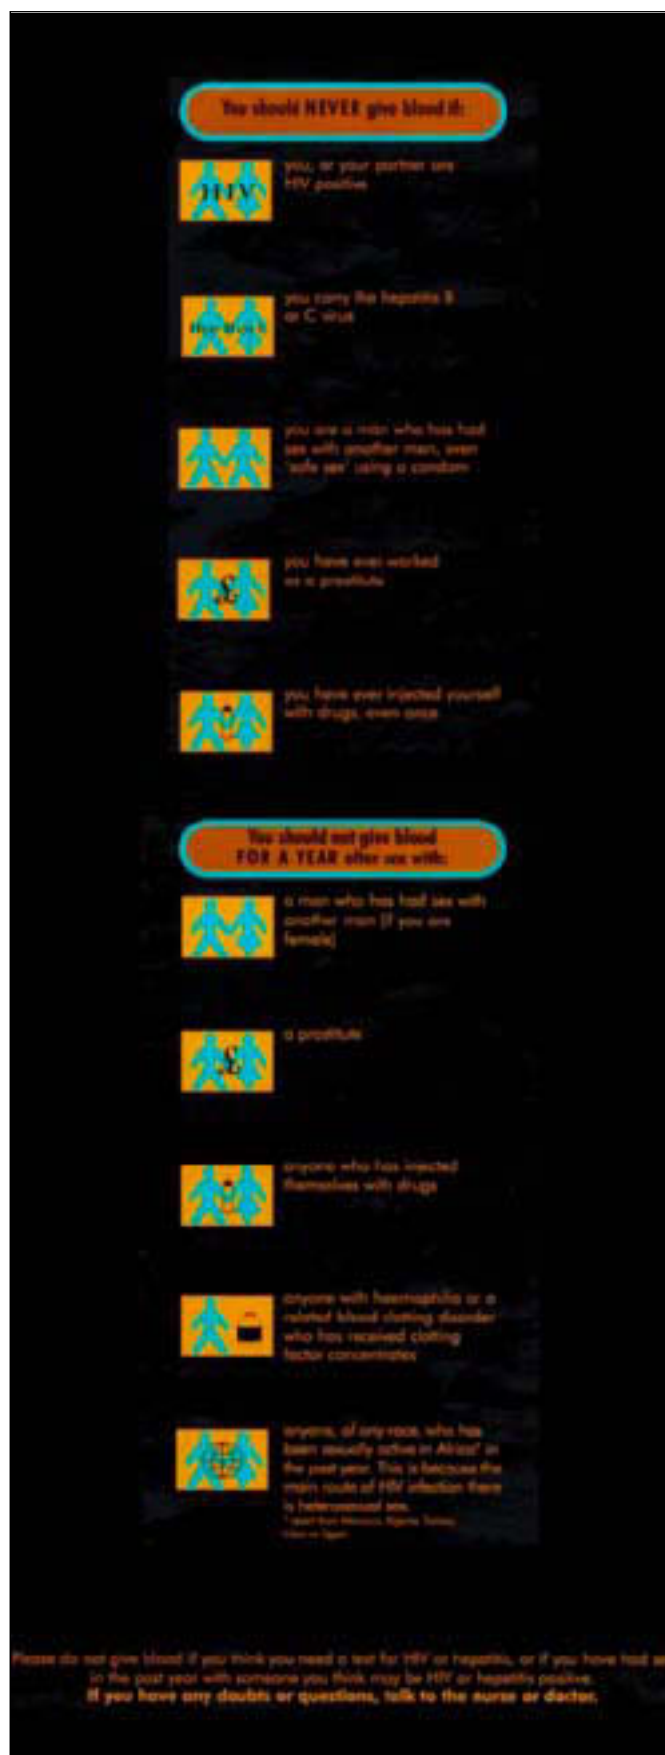 You should NEVER give blood if:
HIV
you, or your partner are
HIV positive
you carry the hepatitis B
or C virus
you are a man who has had
sex with another man, even
'safe sex' using a condom
£
you have ever worked
as a prostitute
you have ever injected yourself
with drugs, even once
You should not give blood
FOR A YEAR after sex with:
a man who has had sex with
another man (if you are
female)
£
a prostitute
anyone who has injected
themselves with drugs
anyone with haemophilia or a
related blood clotting disorder
who has received clotting
factor concentrates
anyone, of any race, who has
been sexually active in Africa* in
the past year. This is because the
main route of HIV infection there
is heterosexual sex.
Please do not give blood if you think you need a test for HIV or hepatitis, or if you have had
in the past year with someone you think may be HIV or hepatitis positive.
If you have any doubts or questions, talk to the nurse or doctor.